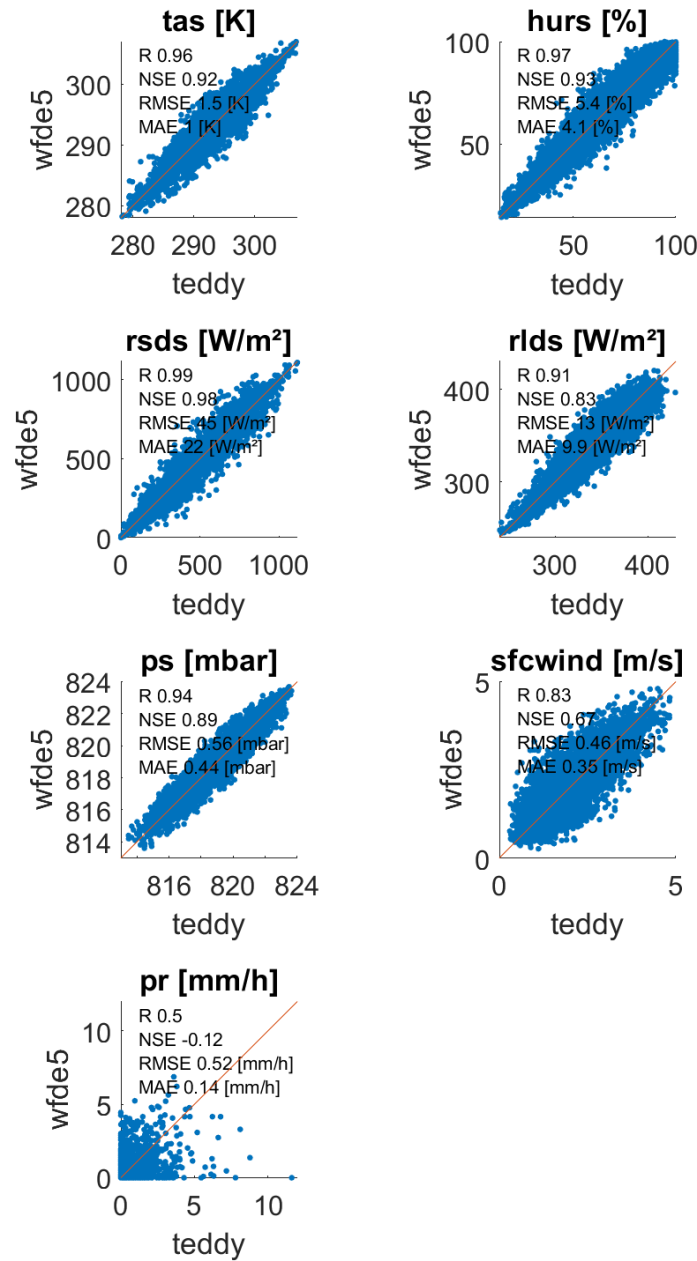 tas [K]
R 0.96
NSE 0.92
RMSE 1.5 [K]
MAE 1 [K]
300
290
280
wfde5
280 290 300
teddy
hurs [%]
R 0.97
NSE 0.93
RMSE 5.4 [%]
MAE 4.1 [%]
100
50
wfde5
50 100
teddy
rsds [W/m²]
R 0.99
NSE 0.98
RMSE 45 [W/m²]
MAE 22 [W/m²]
1000
500
0
wfde5
0 500 1000
teddy
rlds [W/m²]
R 0.91
NSE 0.83
RMSE 13 [W/m²]
MAE 9.9 [W/m²]
400
300
wfde5
300 400
teddy
ps [mbar]
R 0.94
NSE 0.89
RMSE 0.56 [mbar]
MAE 0.44 [mbar]
824
822
820
818
816
814
wfde5
816 820 824
teddy
sfcwind [m/s]
R 0.83
NSE 0.67
RMSE 0.46 [m/s]
MAE 0.35 [m/s]
5
0
wfde5
0 5
teddy
pr [mm/h]
R 0.5
NSE -0.12
RMSE 0.52 [mm/h]
MAE 0.14 [mm/h]
10
5
0
wfde5
0 5 10
teddy